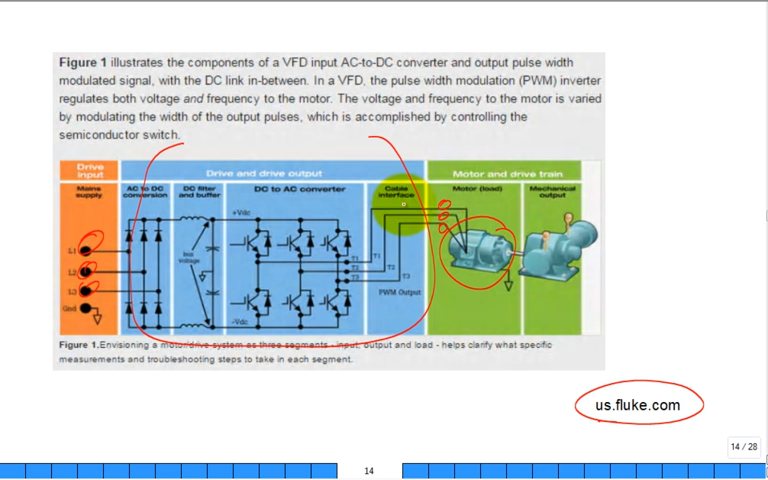 Figure 1 illustrates the components of a VFD input AC-to-DC converter and output pulse width
modulated signal, with the DC link in-between. In a VFD, the pulse width modulation (PWM) inverter
regulates both voltage and frequency to the motor. The voltage and frequency to the motor is varied
by modulating the width of the output pulses, which is accomplished by controlling the
semiconductor switch.
Drive
input
Drive and drive output
Motor and drive train
Mains
supply
AC to DC
conversion
DC filter
and buffer
DC to AC converter
Cable
interface
Motor (load)
Mechanical
output
+Vdc
L1
L2
L3
Gnd
Bus
voltage
T1
T2
T3
T1
T2
T3
PWM Output
-Vdc
Figure 1.Envisioning a motor/drive system as three segments - input, output and load - helps clarify what specific
measurements and troubleshooting steps to take in each segment.
us.fluke.com
14 / 28
14